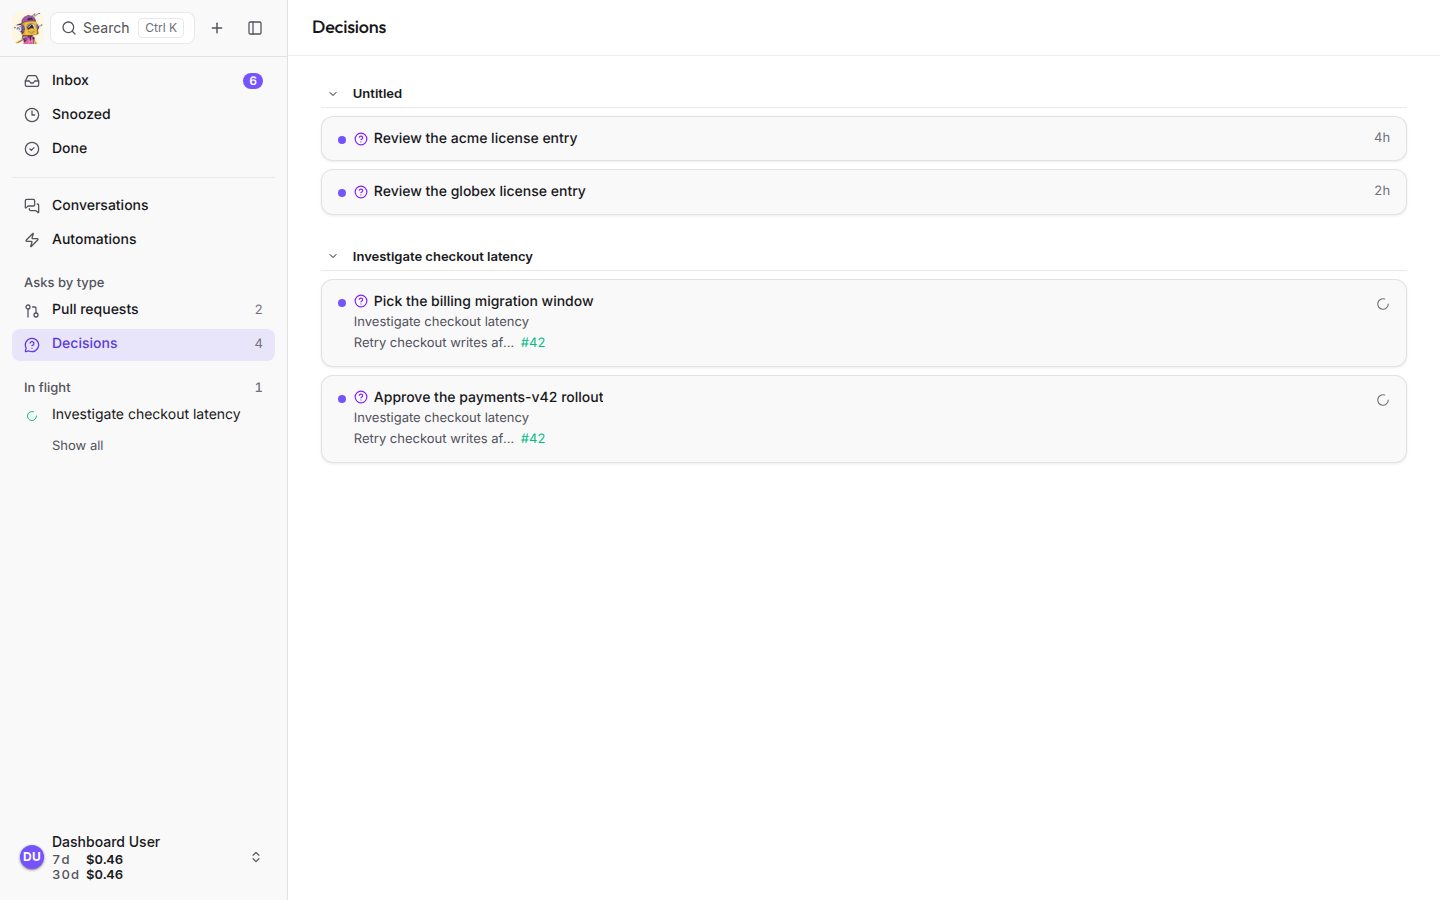 Search Ctrl K
Decisions
Inbox 6
Snoozed
Done
Conversations
Automations
Asks by type
Pull requests 2
Decisions 4
In flight 1
Investigate checkout latency
Show all
Dashboard User
DU
7d $0.46
30d $0.46
Untitled
Review the acme license entry 4h
Review the globex license entry 2h
Investigate checkout latency
Pick the billing migration window
Investigate checkout latency
Retry checkout writes af... #42
Approve the payments-v42 rollout
Investigate checkout latency
Retry checkout writes af... #42